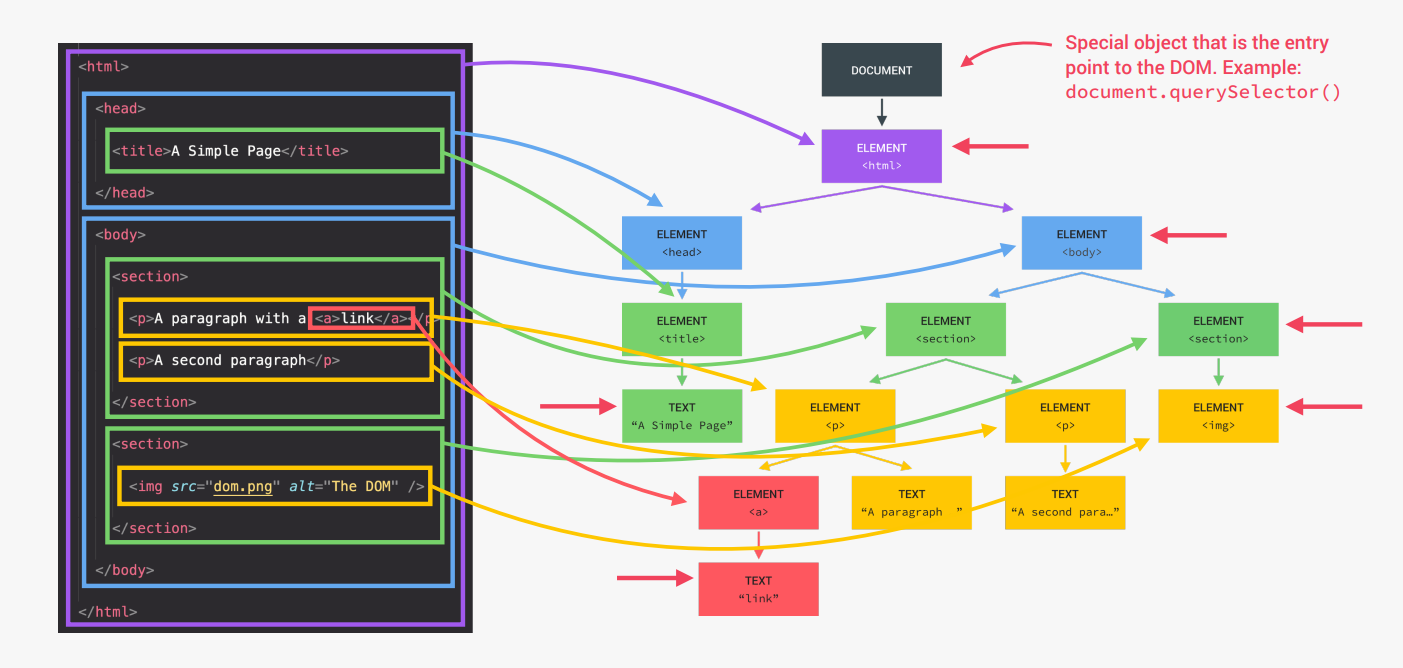 <html>
<head>
<title>A Simple Page</title>
</head>
<body>
<section>
<p>A paragraph with a <a>link</a></p>
<p>A second paragraph</p>
</section>
<section>
<img src="dom.png" alt="The DOM" />
</section>
</body>
</html>
DOCUMENT
Special object that is the entry
point to the DOM. Example:
document.querySelector()
ELEMENT
<html>
ELEMENT
<head>
ELEMENT
<body>
ELEMENT
<title>
ELEMENT
<section>
ELEMENT
<section>
TEXT
“A Simple Page”
ELEMENT
<p>
ELEMENT
<p>
ELEMENT
<img>
ELEMENT
<a>
TEXT
“A paragraph  ”
TEXT
“A second para…”
TEXT
“link”